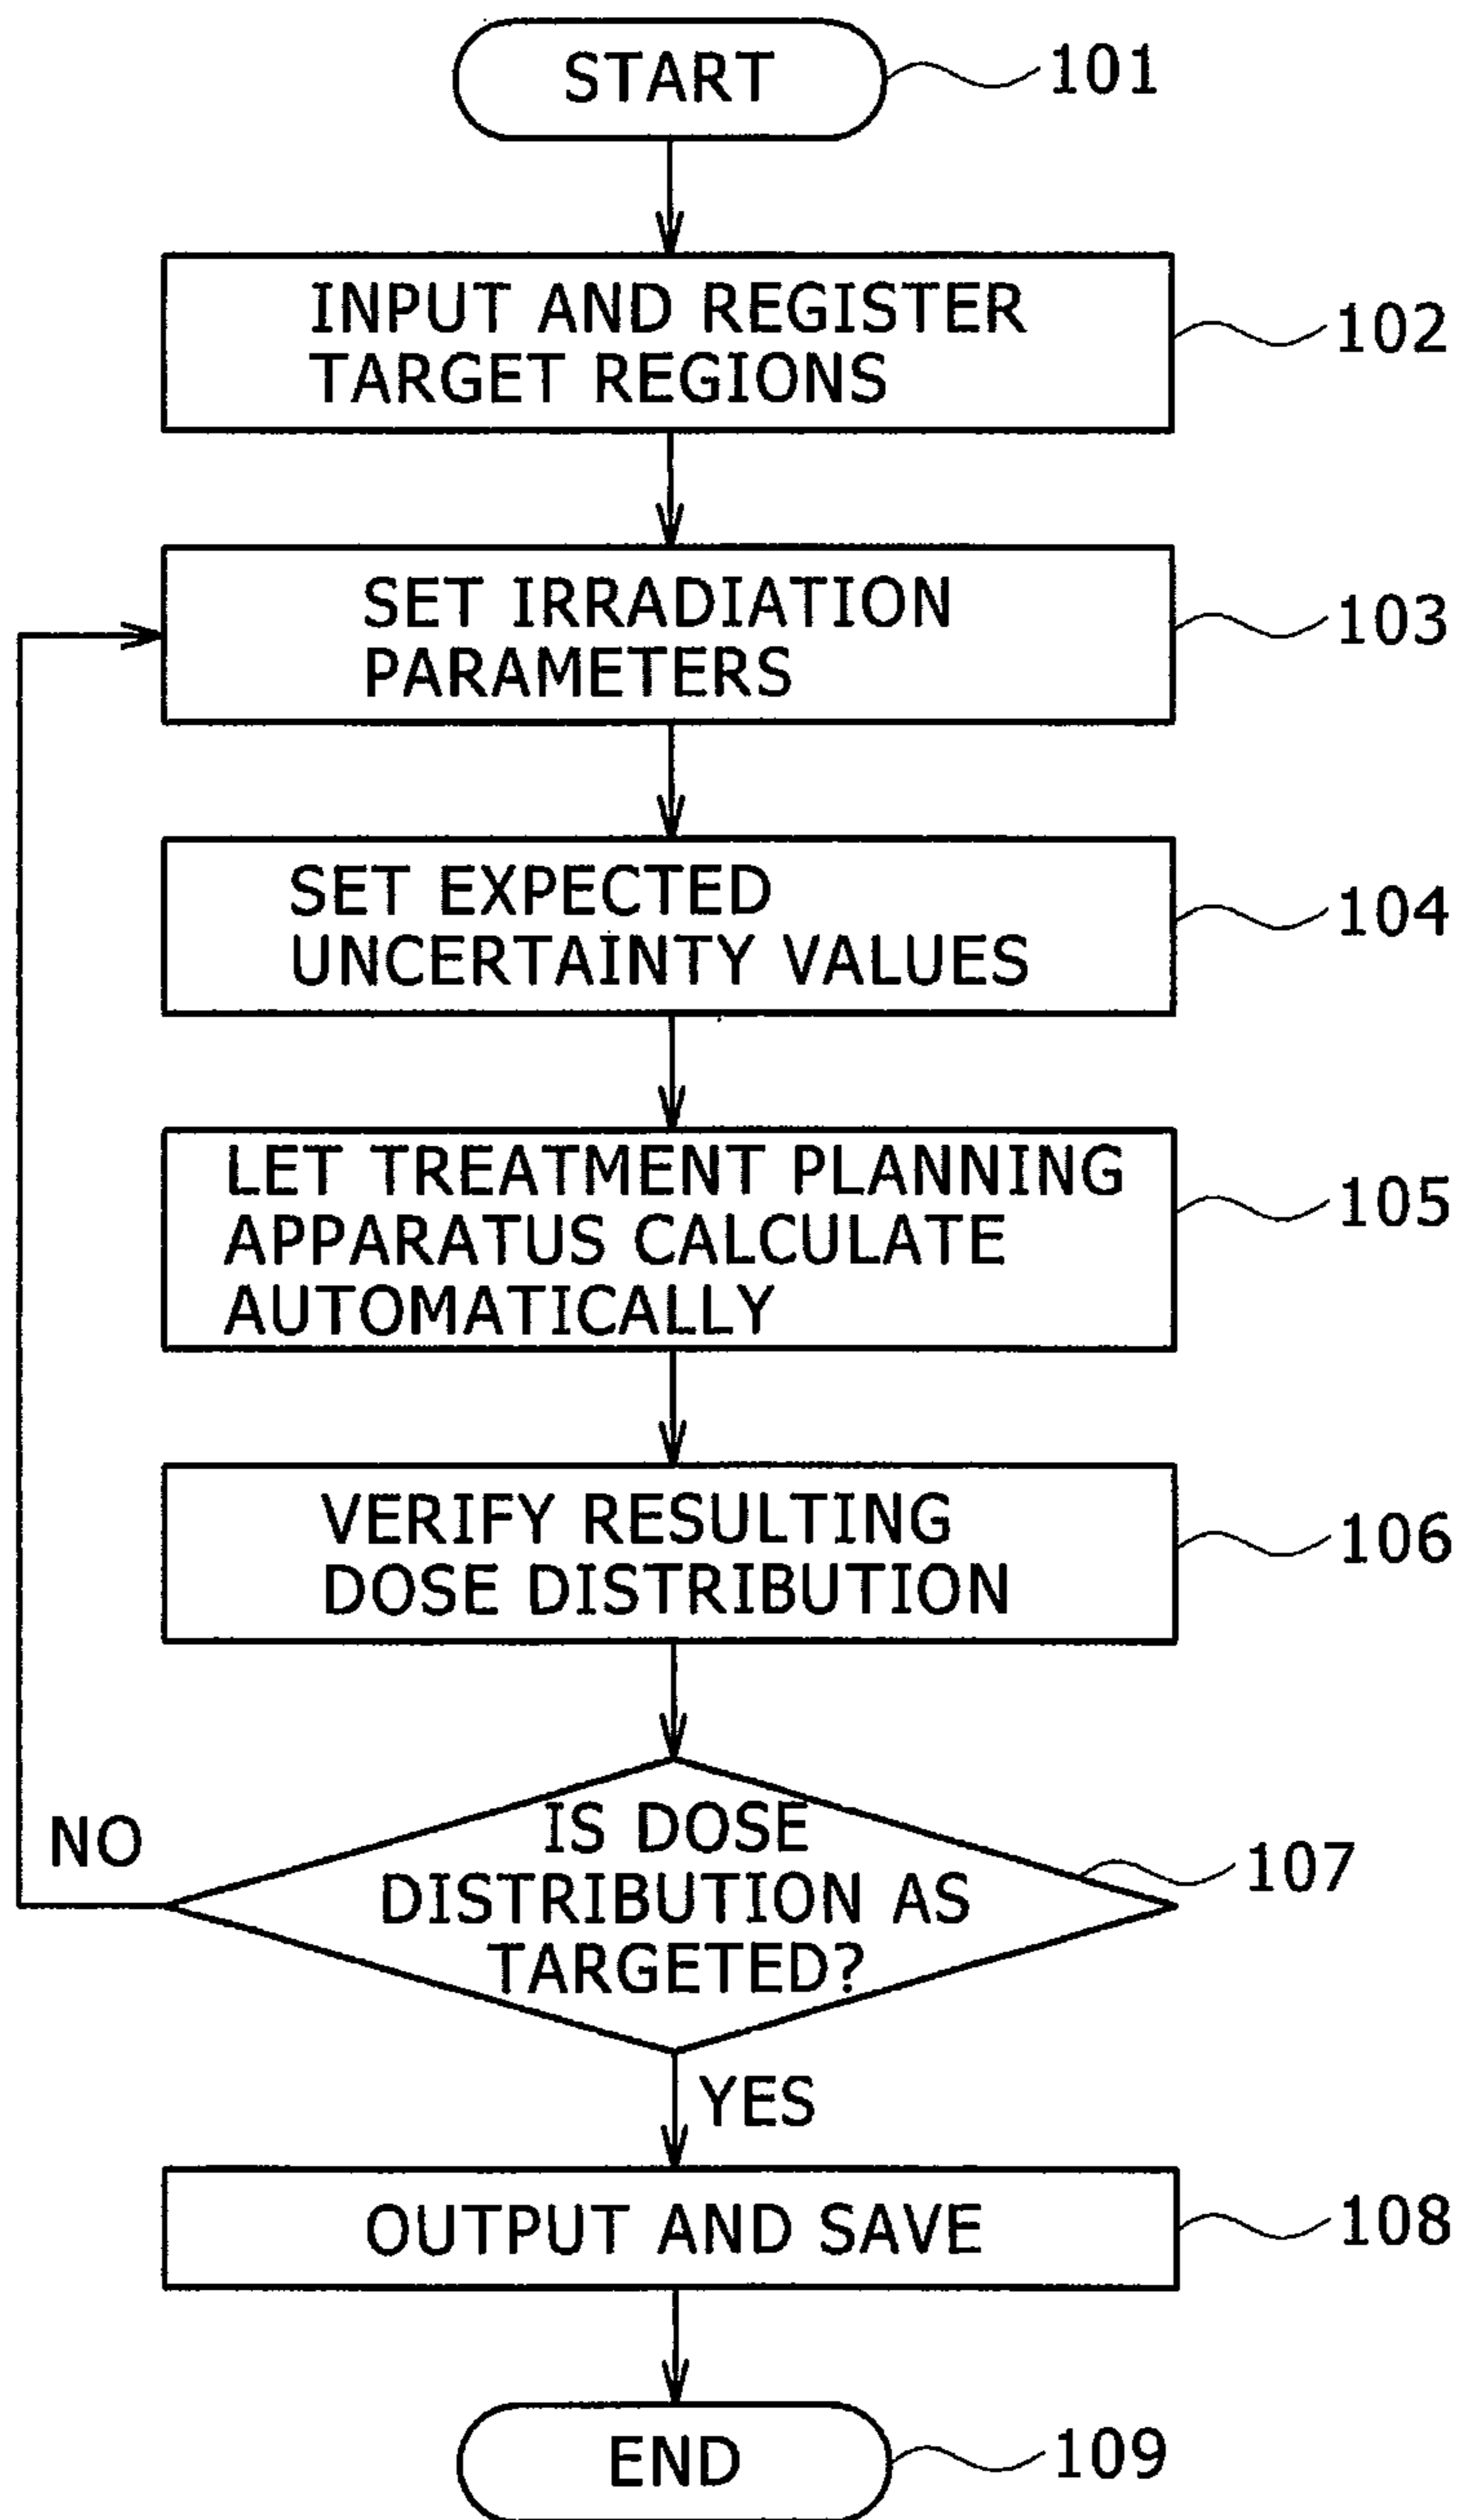 START
101
INPUT AND REGISTER
TARGET REGIONS
102
SET IRRADIATION
PARAMETERS
103
SET EXPECTED
UNCERTAINTY VALUES
104
LET TREATMENT PLANNING
APPARATUS CALCULATE
AUTOMATICALLY
105
VERIFY RESULTING
DOSE DISTRIBUTION
106
IS DOSE
DISTRIBUTION AS
TARGETED?
107
NO
YES
OUTPUT AND SAVE
108
END
109